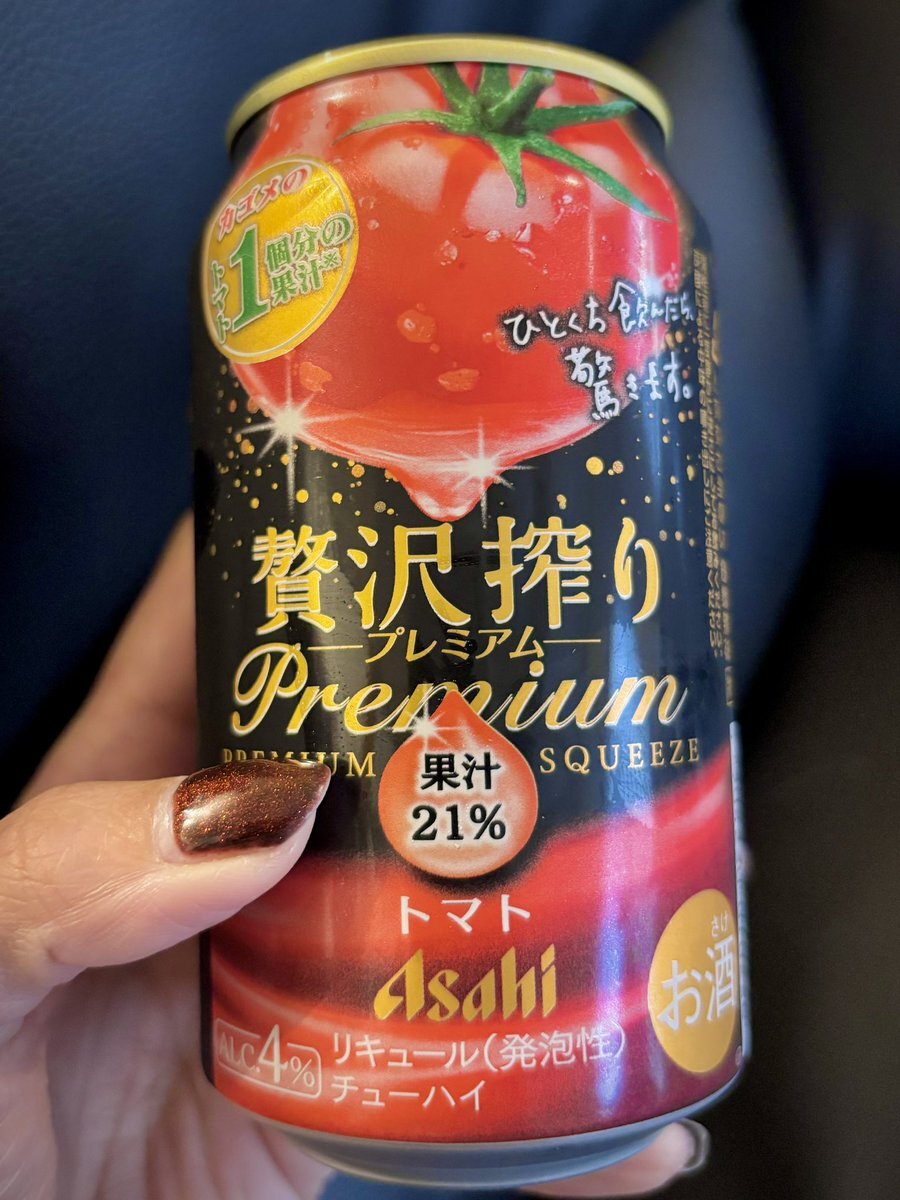 カゴメの
トマト1個分の
果汁※
ひとくち飲んだら、
驚きます。
贅沢搾り
プレミアム
Premium
PREMIUM SQUEEZE
果汁
21%
トマト
Asahi
さけ
お酒
ALC.4%
リキュール(発泡性)
チューハイ